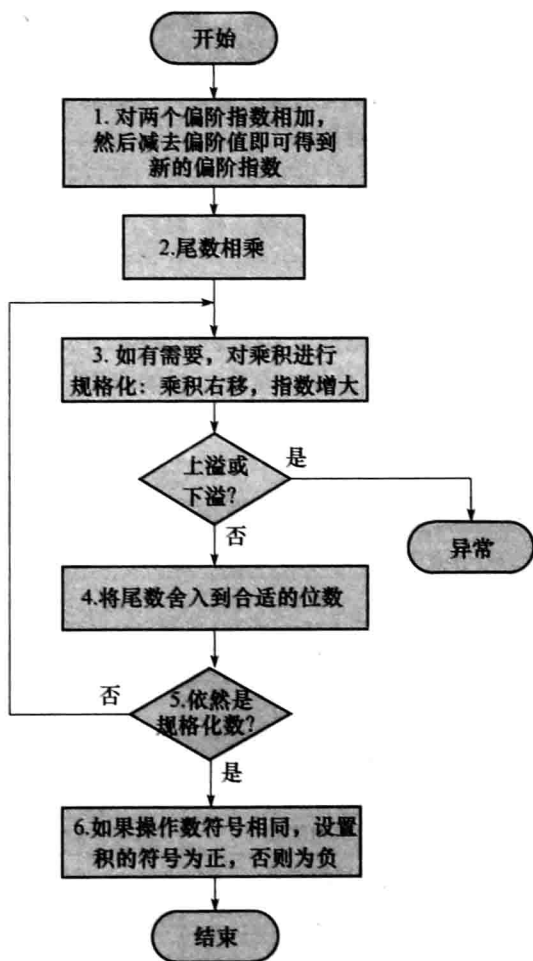 开始
1. 对两个偏阶指数相加，
然后减去偏阶值即可得到
新的偏阶指数
2.尾数相乘
3. 如有需要，对乘积进行
规格化：乘积右移，指数增大
上溢或
下溢？
是
否
异常
4.将尾数舍入到合适的位数
否
5.依然是
规格化数？
是
6.如果操作数符号相同，设置
积的符号为正，否则为负
结束